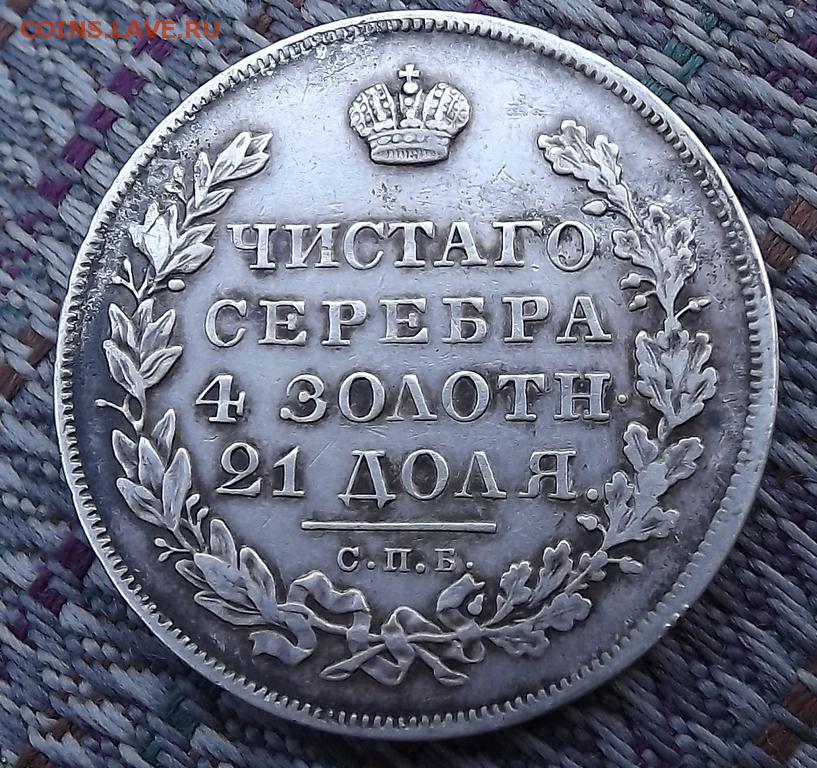 COINS.LAVE.RU
ЧИСТАГО
СЕРЕБРА
4 ЗОЛОТН·
21 ДОЛЯ.
С.П.Б.